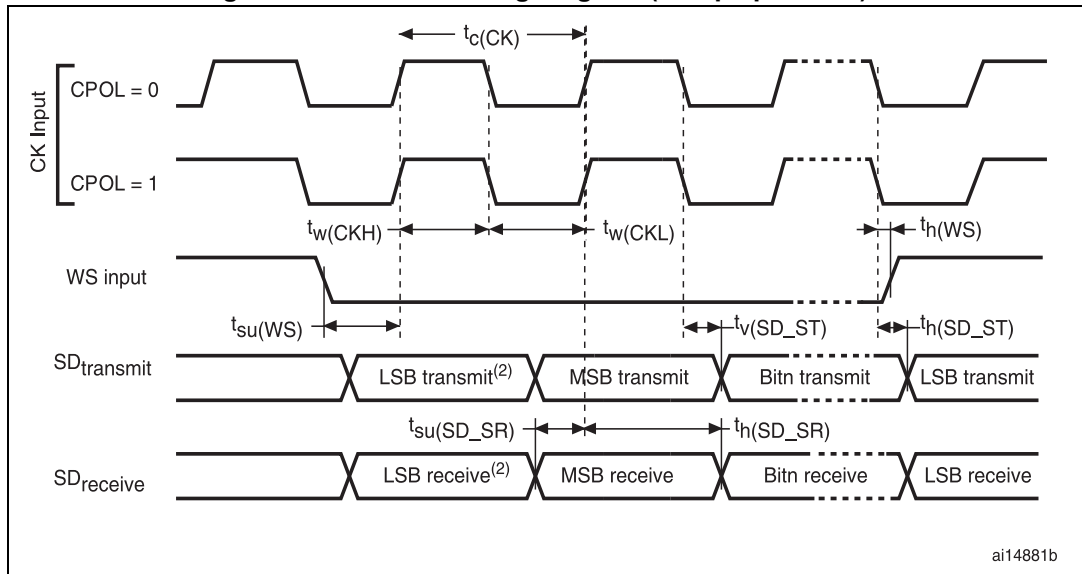 tc(CK)
CK Input
CPOL = 0
CPOL = 1
tw(CKH)
tw(CKL)
th(WS)
WS input
tsu(WS)
tv(SD_ST)
th(SD_ST)
SDtransmit
LSB transmit(2)
MSB transmit
Bitn transmit
LSB transmit
tsu(SD_SR)
th(SD_SR)
SDreceive
LSB receive(2)
MSB receive
Bitn receive
LSB receive
ai14881b